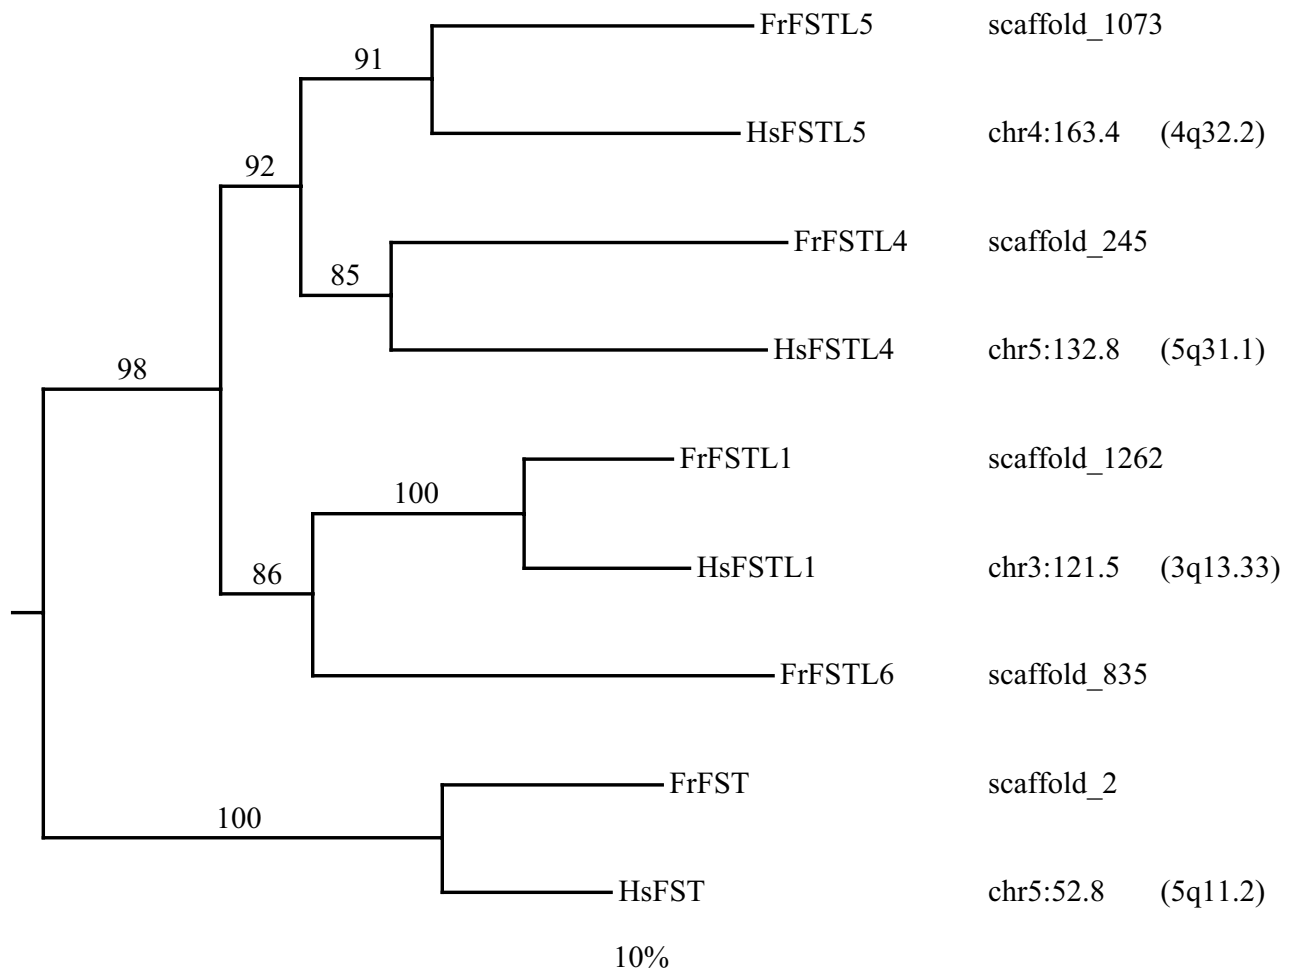 FrFSTL5 scaffold_1073
91
HsFSTL5 chr4:163.4 (4q32.2)
92
FrFSTL4 scaffold_245
85
HsFSTL4 chr5:132.8 (5q31.1)
98
FrFSTL1 scaffold_1262
100
HsFSTL1 chr3:121.5 (3q13.33)
86
FrFSTL6 scaffold_835
FrFST scaffold_2
100
HsFST chr5:52.8 (5q11.2)
10%